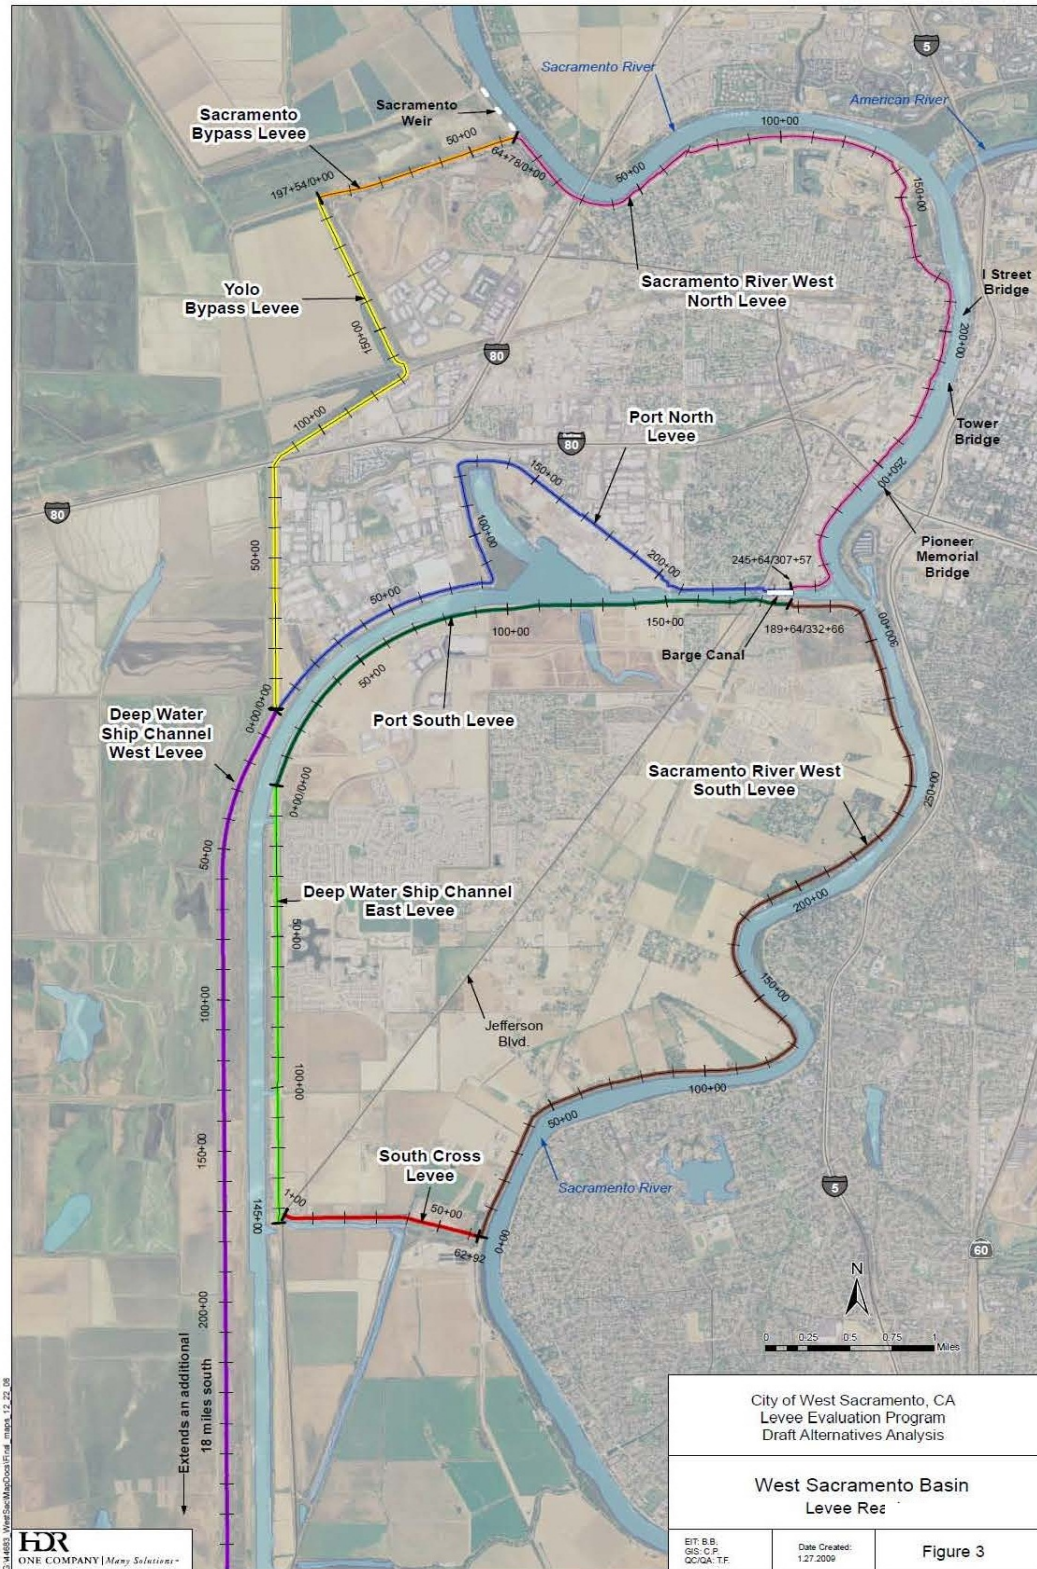 5
Sacramento River
American River
Sacramento
Weir
Sacramento
Bypass Levee
50+00
100+00
64+78/0+00
50+00
197+54/0+00
150+00
Sacramento River West
North Levee
I Street
Bridge
Yolo
Bypass Levee
150+00
200+00
80
100+00
Port North
Levee
Tower
Bridge
80
150+00
250+00
80
100+00
Pioneer
Memorial
Bridge
50+00
200+00
245+64/307+57
50+00
300+00
100+00
150+00
189+64/332+66
Barge Canal
50+00
0+00/0+00
Deep Water
Ship Channel
West Levee
Port South Levee
Sacramento River West
South Levee
0+00/0+00
250+00
50+00
Deep Water Ship Channel
East Levee
200+00
50+00
150+00
100+00
Jefferson
Blvd.
100+00
100+00
50+00
150+00
South Cross
Levee
Sacramento River
5
1+00
50+00
145+00
62+92
0+00
60
N
200+00
0 0.25 0.5 0.75 1
Miles
Extends an additional
18 miles south
City of West Sacramento, CA
Levee Evaluation Program
Draft Alternatives Analysis
West Sacramento Basin
Levee Rea
HDR
ONE COMPANY | Many Solutions
EIT: B.B.
GIS: C.P.
QC/QA: T.F.
Date Created:
1.27.2009
Figure 3